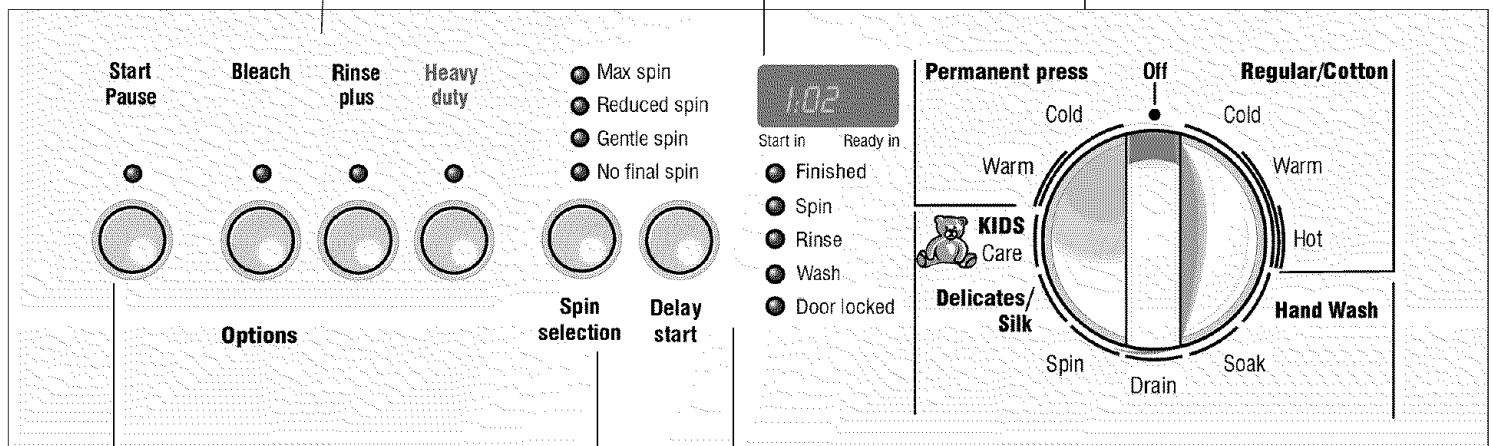 Start
Pause
Bleach
Rinse
plus
Heavy
duty
Max spin
Reduced spin
Gentle spin
No final spin
Options
Spin
selection
Delay
start
1:02
Start in Ready in
Finished
Spin
Rinse
Wash
Door locked
Permanent press
Off
Regular/Cotton
Cold
Cold
Warm
Warm
KIDS
Care
Hot
Delicates/
Silk
Hand Wash
Spin
Drain
Soak